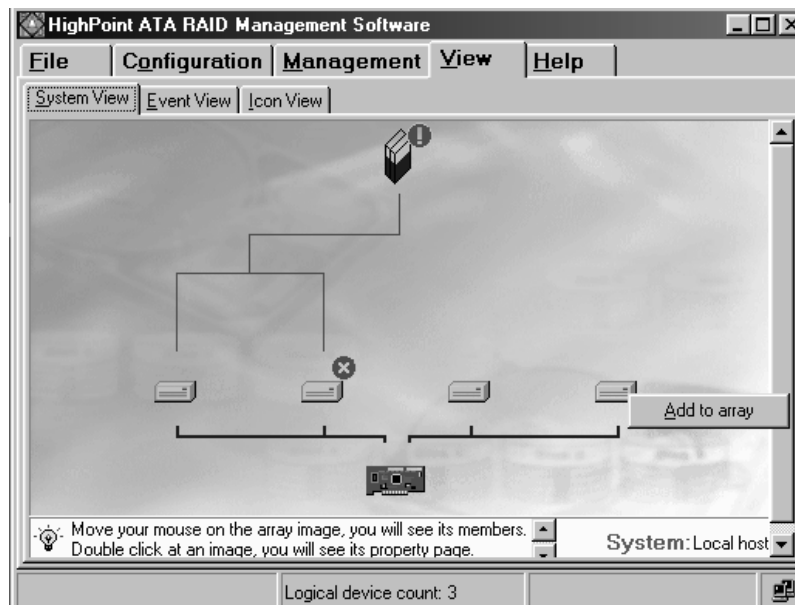 HighPoint ATA RAID Management Software
File Configuration Management View Help
System View Event View Icon View
Add to array
Move your mouse on the array image, you will see its members.
Double click at an image, you will see its property page.
System: Local host
Logical device count: 3